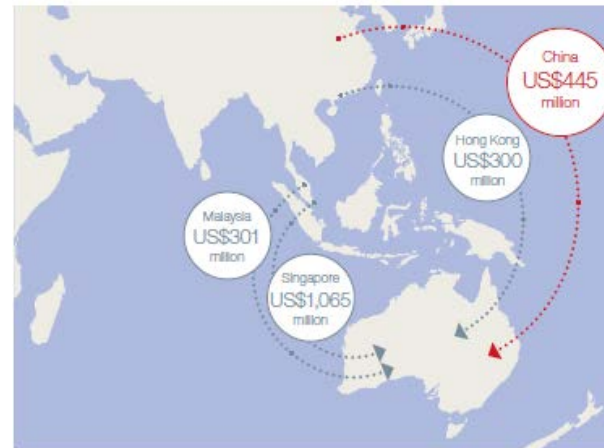 China
US$445
million
Hong Kong
US$300
million
Malaysia
US$301
million
Singapore
US$1,065
million